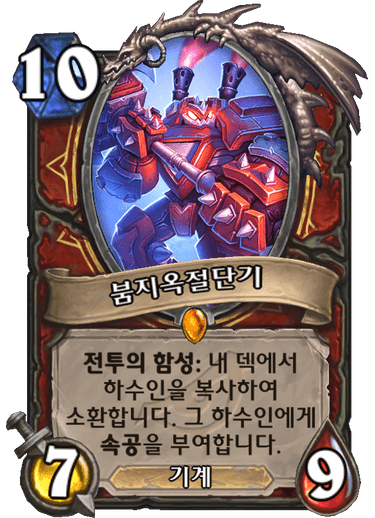 10
붐지옥절단기
전투의 함성: 내 덱에서
하수인을 복사하여
소환합니다. 그 하수인에게
속공을 부여합니다.
7
기계
9